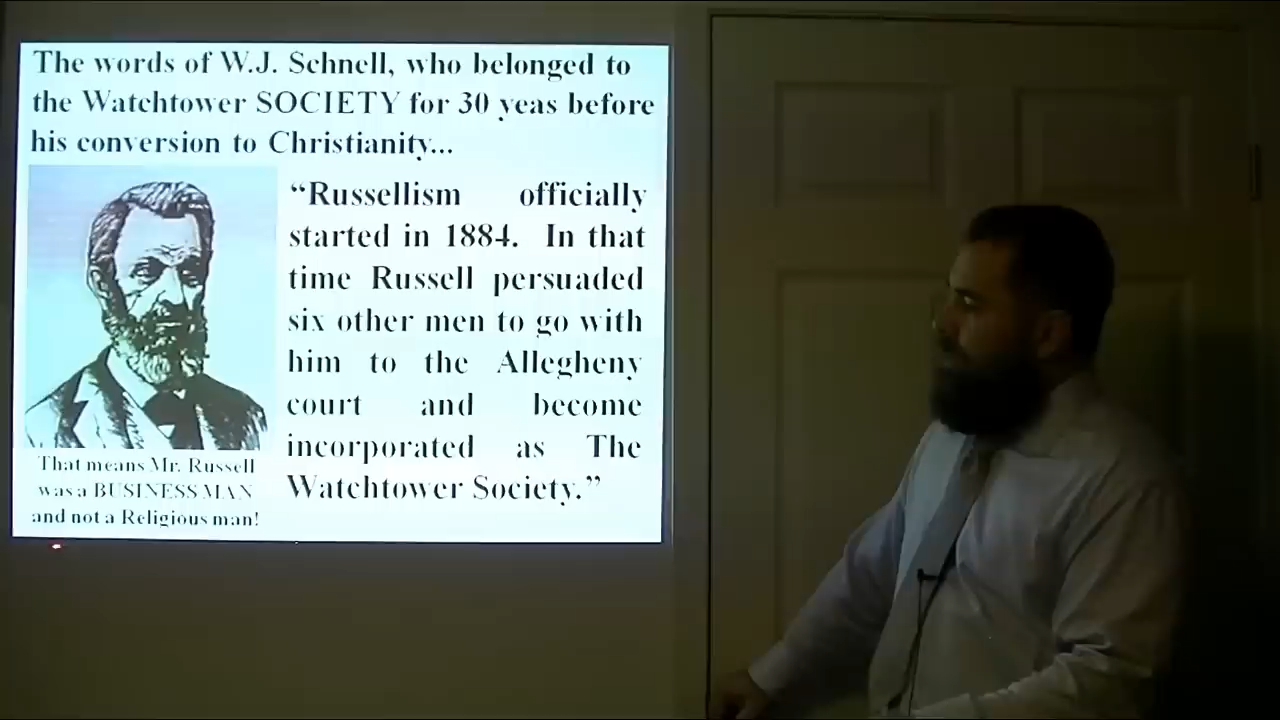 The words of W.J. Schnell, who belonged to
the Watchtower SOCIETY for 30 yeas before
his conversion to Christianity...
“Russellism officially
started in 1884. In that
time Russell persuaded
six other men to go with
him to the Allegheny
court and become
incorporated as The
Watchtower Society.”
That means Mr. Russell
was a BUSINESS MAN
and not a Religious man!